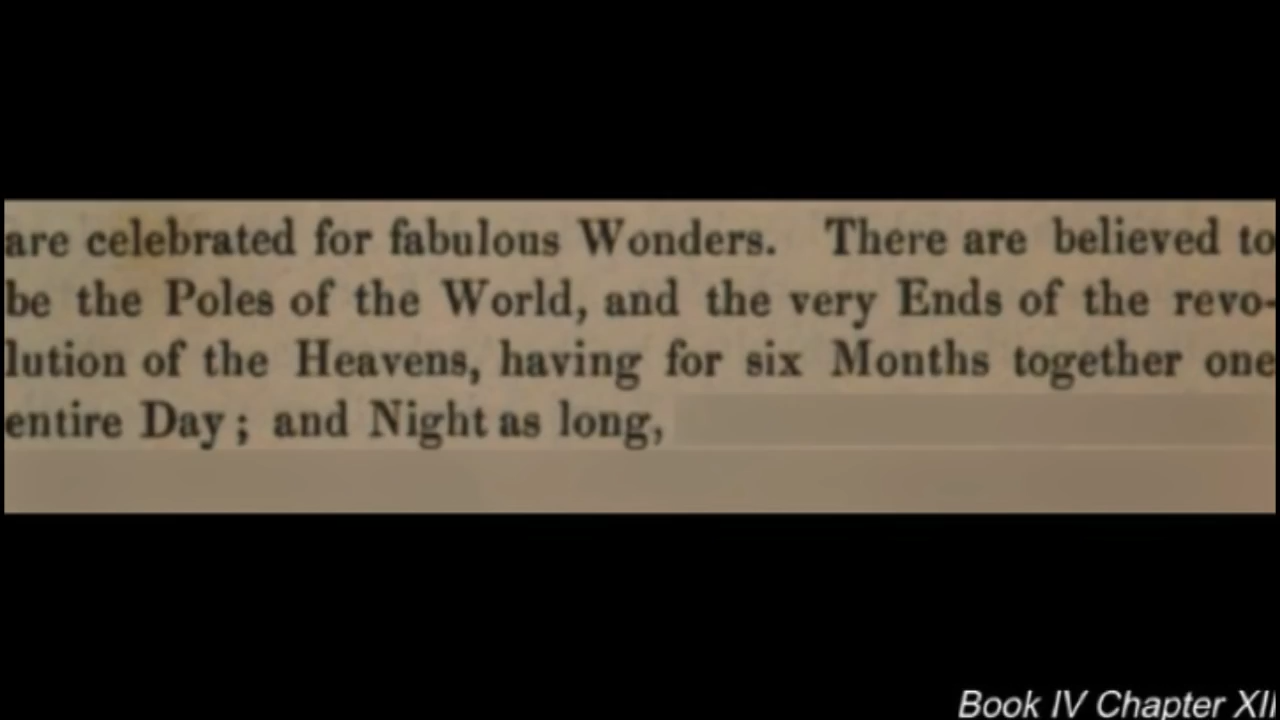 are celebrated for fabulous Wonders. There are believed to
be the Poles of the World, and the very Ends of the revo-
lution of the Heavens, having for six Months together one
entire Day; and Night as long,
Book IV Chapter XII